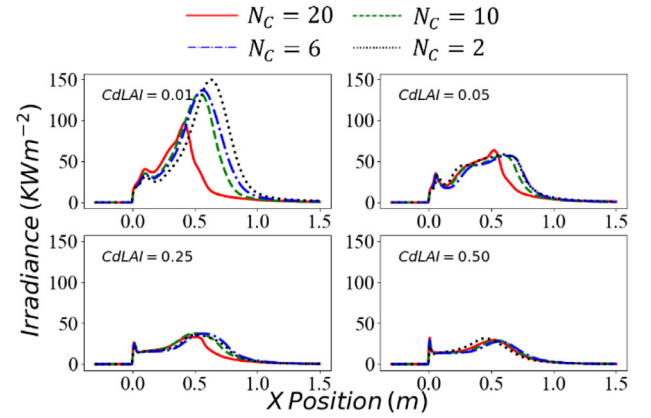 N_C = 20 N_C = 10
N_C = 6 N_C = 2
Irradiance (KWm⁻²)
150 CdLAI = 0.01 150 CdLAI = 0.05
100 100
50 50
0 0
0.0 0.5 1.0 1.5 0.0 0.5 1.0 1.5
150 CdLAI = 0.25 150 CdLAI = 0.50
100 100
50 50
0 0
0.0 0.5 1.0 1.5 0.0 0.5 1.0 1.5
X Position (m)